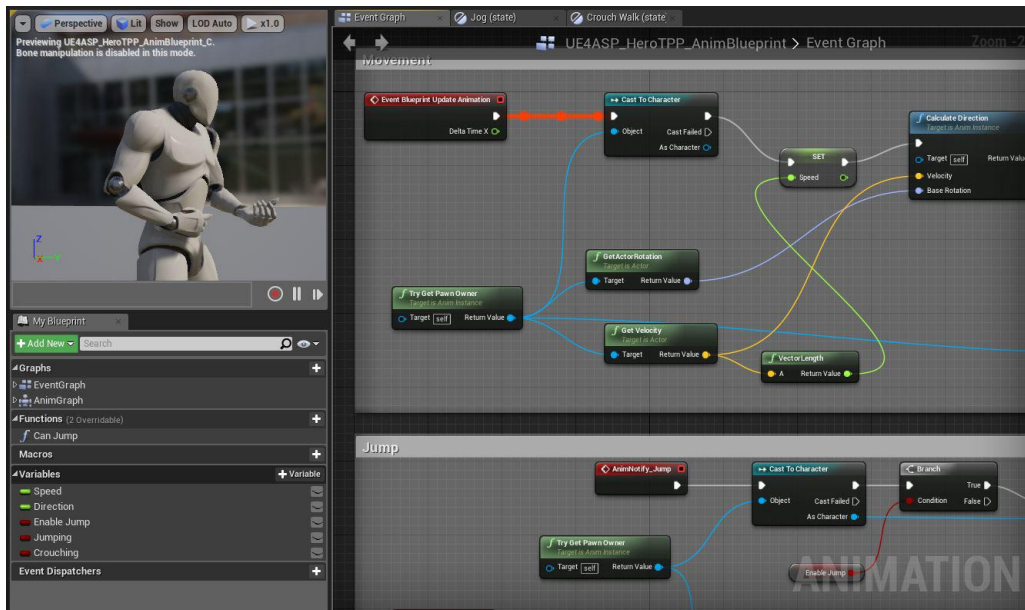 Perspective
Lit
Show
LOD Auto
x1.0
Previewing UE4ASP_HeroTPP_AnimBlueprint_C.
Bone manipulation is disabled in this mode.
Z
X
Y
My Blueprint
Add New
Search
Graphs
EventGraph
AnimGraph
Functions (2 Overridable)
Can Jump
Macros
Variables
Variable
Speed
Direction
Enable Jump
Jumping
Crouching
Event Dispatchers
Event Graph
Jog (state)
Crouch Walk (state
UE4ASP_HeroTPP_AnimBlueprint > Event Graph
Zoom -2
Movement
Event Blueprint Update Animation
Delta Time X
Cast To Character
Object
Cast Failed
As Character
SET
Speed
Calculate Direction
Target is Anim Instance
Target self
Return Valu
Velocity
Base Rotation
GetActorRotation
Target is Actor
Target
Return Value
Try Get Pawn Owner
Target is Anim Instance
Target self
Return Value
Get Velocity
Target is Actor
Target
Return Value
VectorLength
A
Return Value
Jump
AnimNotify_Jump
Cast To Character
Object
Cast Failed
As Character
Branch
True
Condition
False
Try Get Pawn Owner
Target is Anim Instance
Target self
Return Value
Enable Jump
ANIMATION